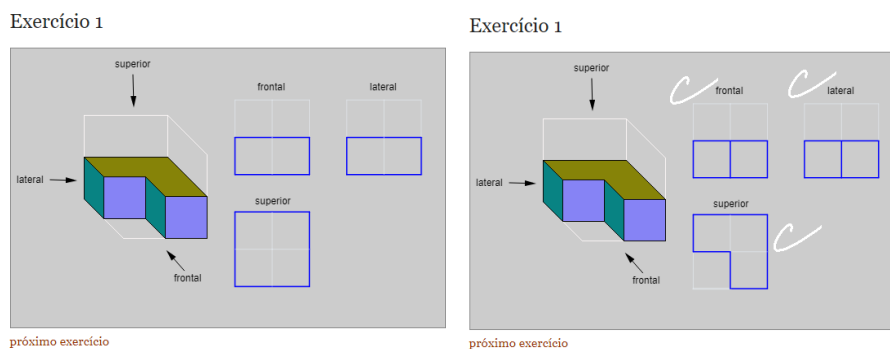 Exercício 1
superior
frontal
lateral
lateral
superior
frontal
próximo exercício
Exercício 1
superior
frontal
lateral
lateral
superior
frontal
próximo exercício